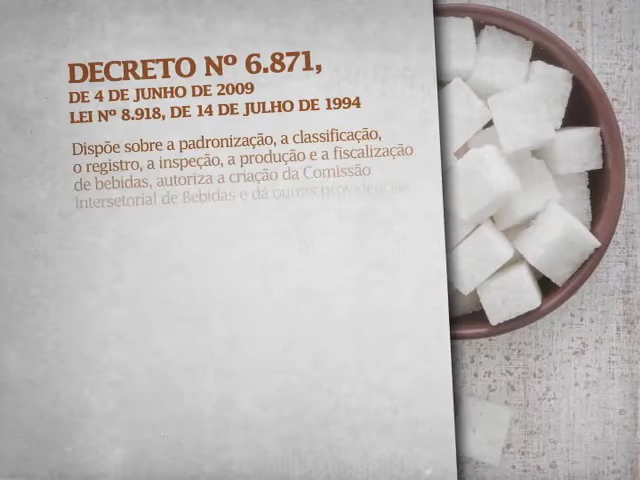 DECRETO Nº 6.871,
DE 4 DE JUNHO DE 2009
LEI Nº 8.918, DE 14 DE JULHO DE 1994
Dispõe sobre a padronização, a classificação,
o registro, a inspeção, a produção e a fiscalização
de bebidas, autoriza a criação da Comissão
Intersetorial de Bebidas e dá outras providências